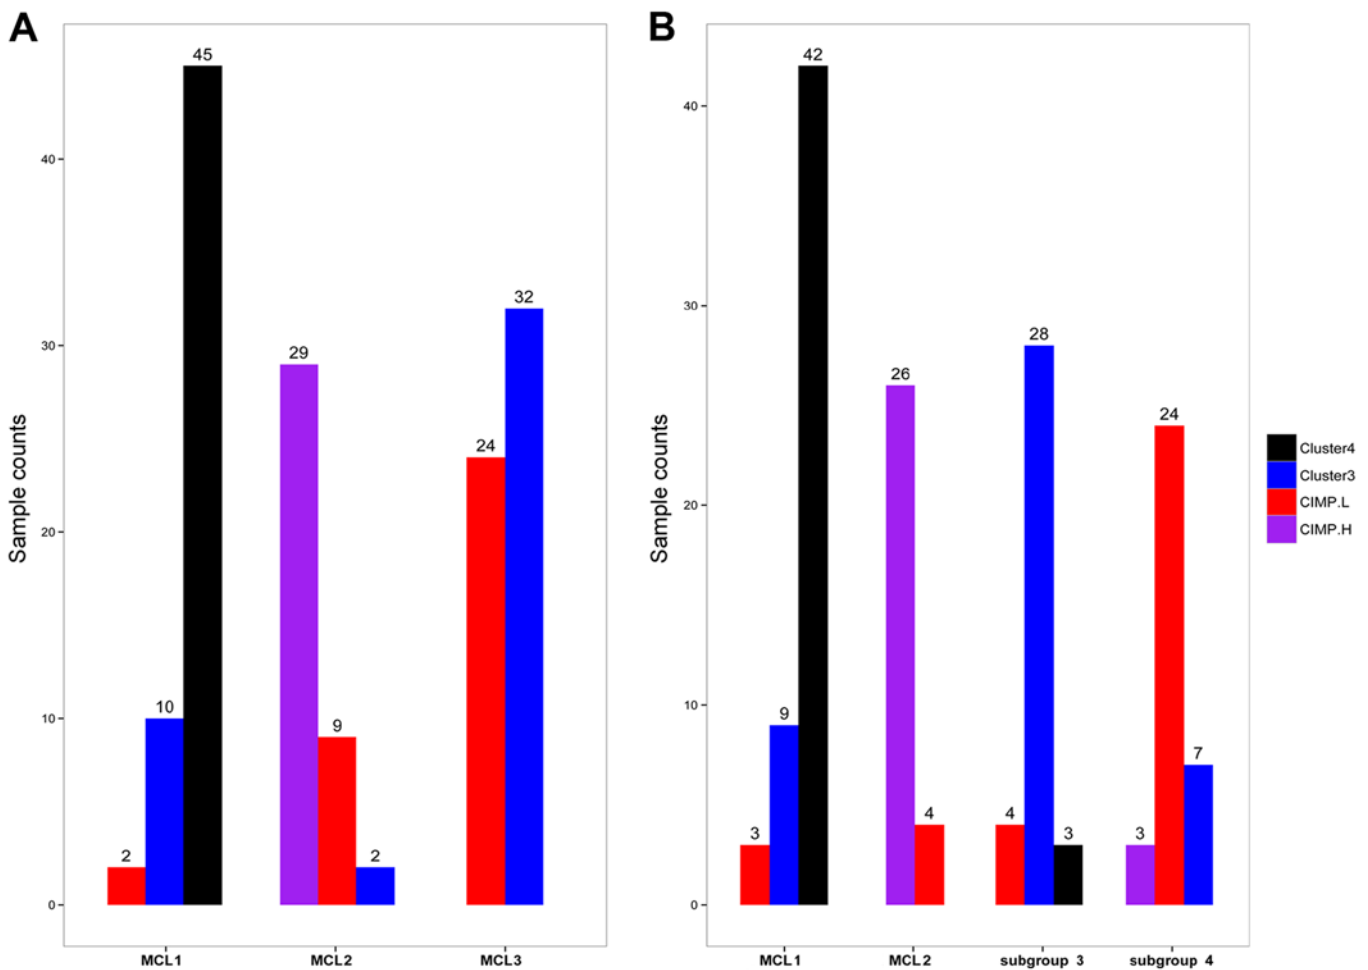 A
Sample counts
40
30
20
10
0
2
10
45
29
9
2
24
32
MCL1
MCL2
MCL3
B
Sample counts
40
30
20
10
0
3
9
42
26
4
4
28
3
3
24
7
MCL1
MCL2
subgroup 3
subgroup 4
Cluster4
Cluster3
CIMP.L
CIMP.H